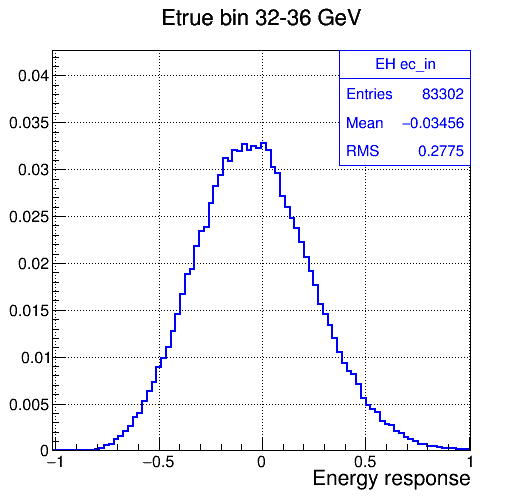 Etrue bin 32-36 GeV
EH ec_in
Entries 83302
Mean −0.03456
RMS 0.2775
0.04
0.035
0.03
0.025
0.02
0.015
0.01
0.005
0
−1 −0.5 0 0.5 1
Energy response